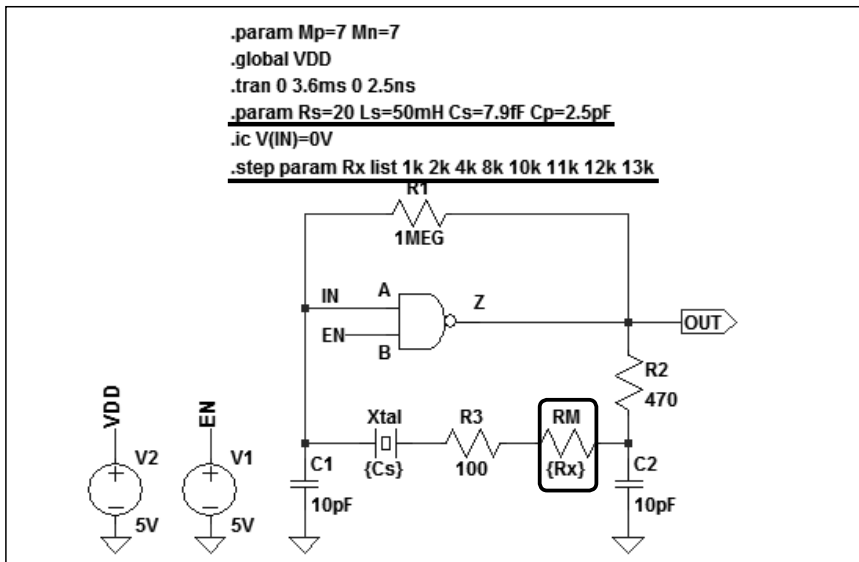 .param Mp=7 Mn=7
.global VDD
.tran 0 3.6ms 0 2.5ns
.param Rs=20 Ls=50mH Cs=7.9fF Cp=2.5pF
.ic V(IN)=0V
.step param Rx list 1k 2k 4k 8k 10k 11k 12k 13k
R1
1MEG
IN
A
Z
EN
B
OUT
R2
470
VDD
EN
Xtal
R3
RM
V2
V1
C1
{Cs}
100
{Rx}
C2
10pF
10pF
5V
5V